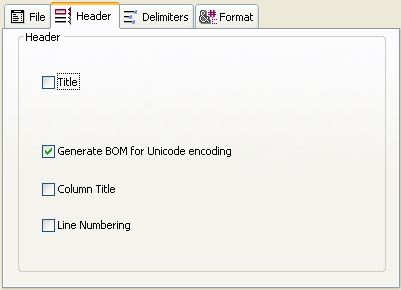 File Header Delimiters Format
Header
Title
Generate BOM for Unicode encoding
Column Title
Line Numbering